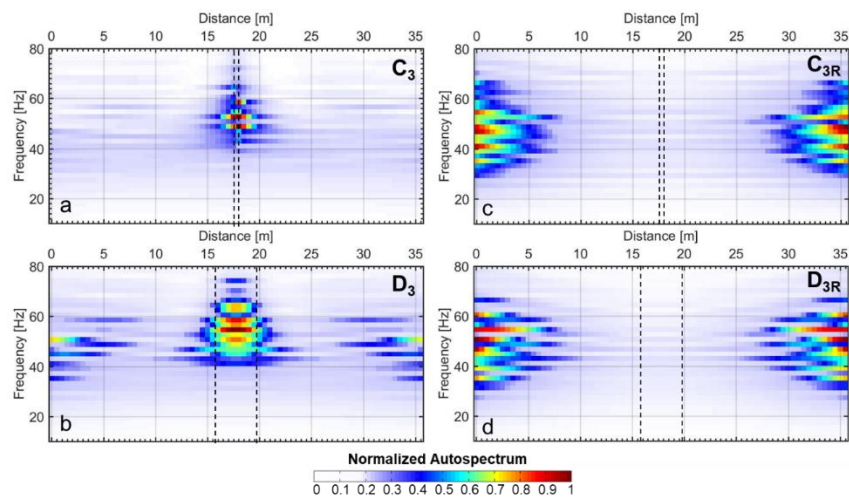 Distance [m]
0 5 10 15 20 25 30 35
80
60
40
20
Frequency [Hz]
C3
a
Distance [m]
0 5 10 15 20 25 30 35
80
60
40
20
Frequency [Hz]
C3R
c
Distance [m]
0 5 10 15 20 25 30 35
80
60
40
20
Frequency [Hz]
D3
b
Distance [m]
0 5 10 15 20 25 30 35
80
60
40
20
Frequency [Hz]
D3R
d
Normalized Autospectrum
0 0.1 0.2 0.3 0.4 0.5 0.6 0.7 0.8 0.9 1